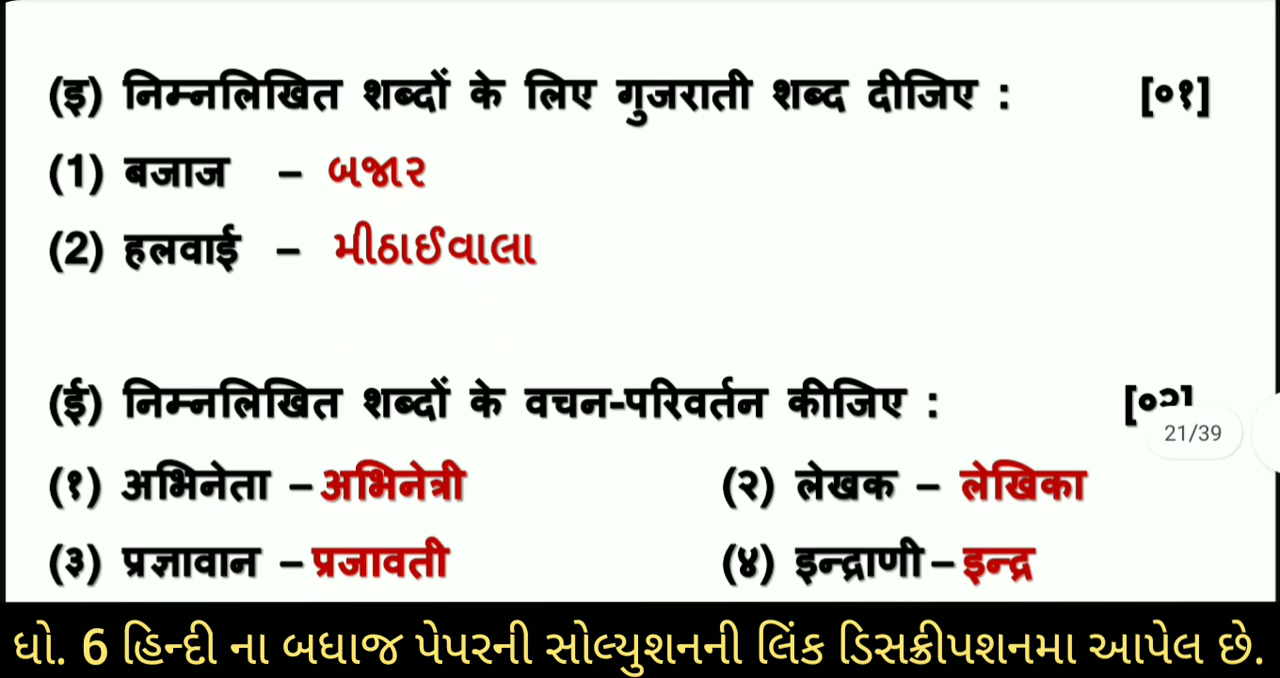 (इ) निम्नलिखित शब्दों के लिए गुजराती शब्द दीजिए : [०१]
(1) बजाज – બજાર
(2) हलवाई – મીઠાઈવાલા
(ई) निम्नलिखित शब्दों के वचन-परिवर्तन कीजिए : [०२]
21/39
(१) अभिनेता – अभिनेत्री (२) लेखक – लेखिका
(३) प्रज्ञावान – प्रजावती (४) इन्द्राणी – इन्द्र
ધો. 6 હિન્દી ના બધાજ પેપરની સોલ્યુશનની લિંક ડિસક્રીપશનમા આપેલ છે.